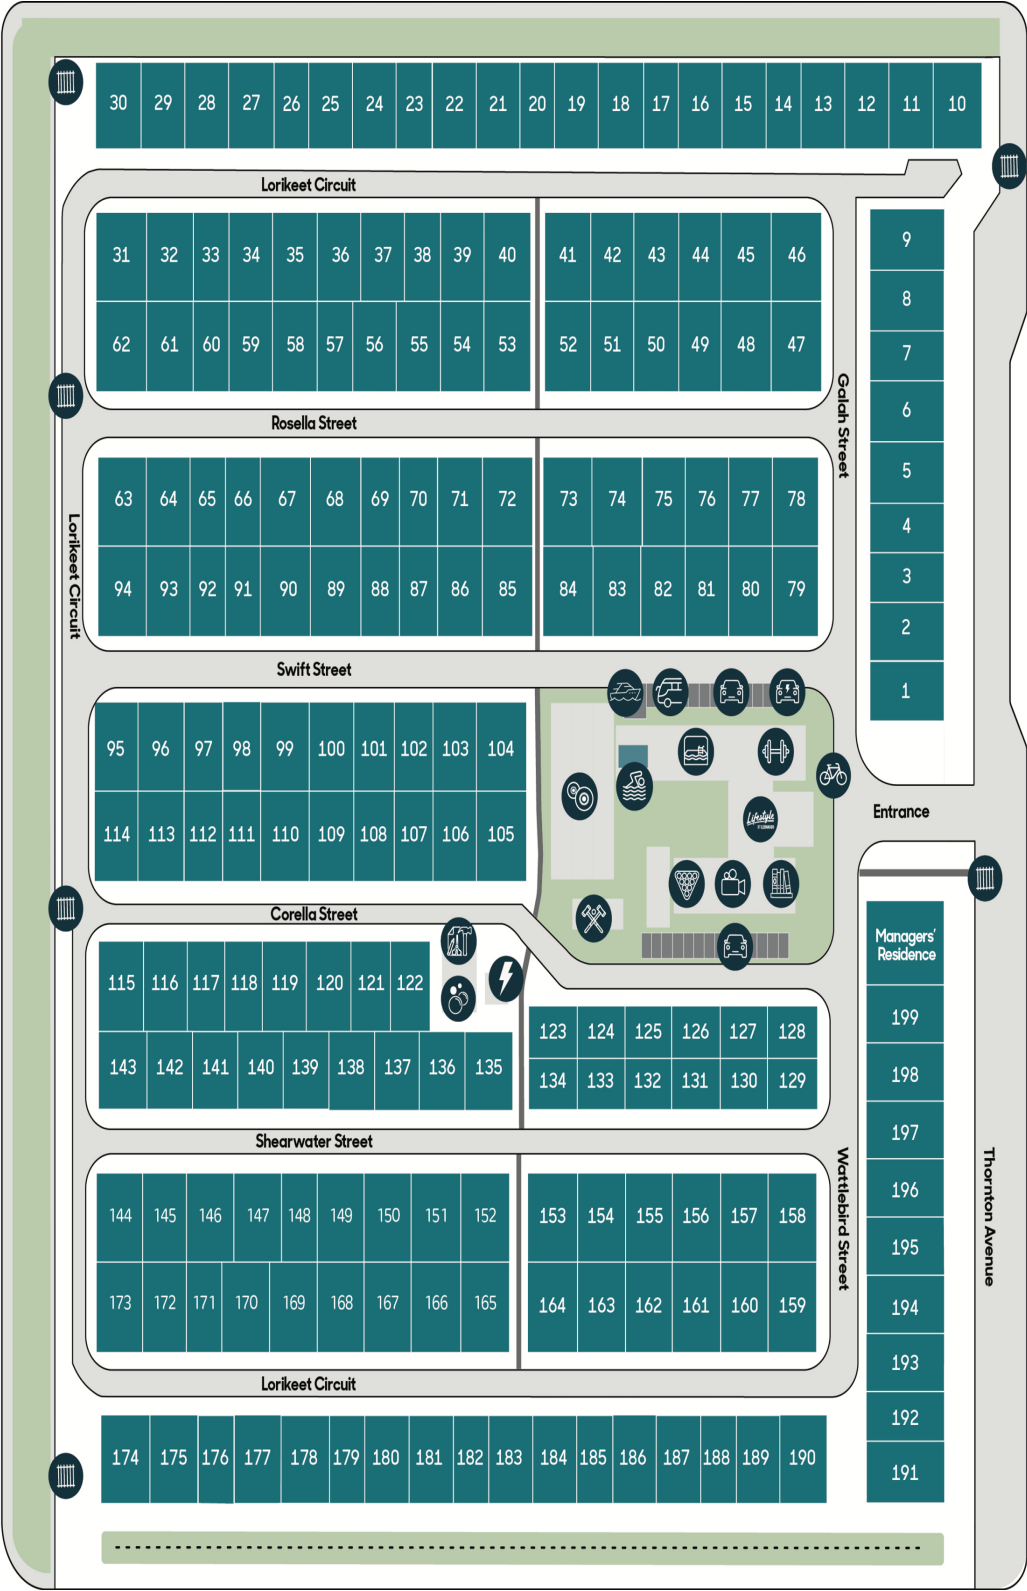 30 29 28 27 26 25 24 23 22 21 20 19 18 17 16 15 14 13 12 11 10
Lorikeet Circuit
31 32 33 34 35 36 37 38 39 40 41 42 43 44 45 46
62 61 60 59 58 57 56 55 54 53 52 51 50 49 48 47
9
8
7
6
5
4
3
2
1
Galah Street
Rosella Street
63 64 65 66 67 68 69 70 71 72 73 74 75 76 77 78
94 93 92 91 90 89 88 87 86 85 84 83 82 81 80 79
Lorikeet Circuit
Swift Street
95 96 97 98 99 100 101 102 103 104
114 113 112 111 110 109 108 107 106 105
Lifestyle
Entrance
Corella Street
115 116 117 118 119 120 121 122
143 142 141 140 139 138 137 136 135
123 124 125 126 127 128
134 133 132 131 130 129
Managers'
Residence
199
198
197
196
195
194
193
192
191
Shearwater Street
144 145 146 147 148 149 150 151 152 153 154 155 156 157 158
173 172 171 170 169 168 167 166 165 164 163 162 161 160 159
Wattlebird Street
Thornton Avenue
Lorikeet Circuit
174 175 176 177 178 179 180 181 182 183 184 185 186 187 188 189 190